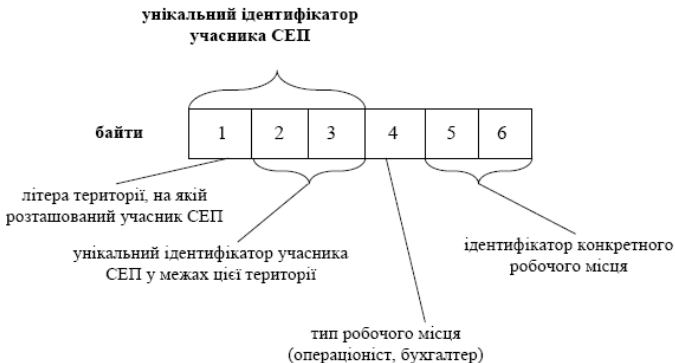 унікальний ідентифікатор
учасника СЕП
байти
1 2 3 4 5 6
літера території, на якій
розташований учасник СЕП
унікальний ідентифікатор учасника
СЕП у межах цієї території
ідентифікатор конкретного
робочого місця
тип робочого місця
(операціоніст, бухгалтер)